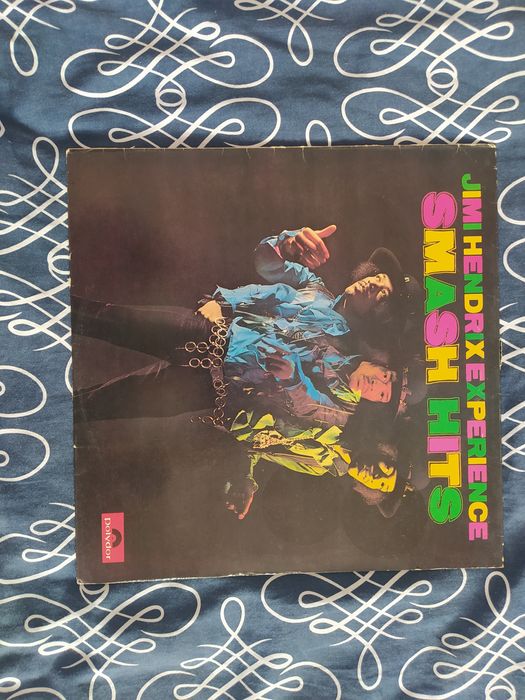 JIMI HENDRIX EXPERIENCE
SMASH HITS
polydor